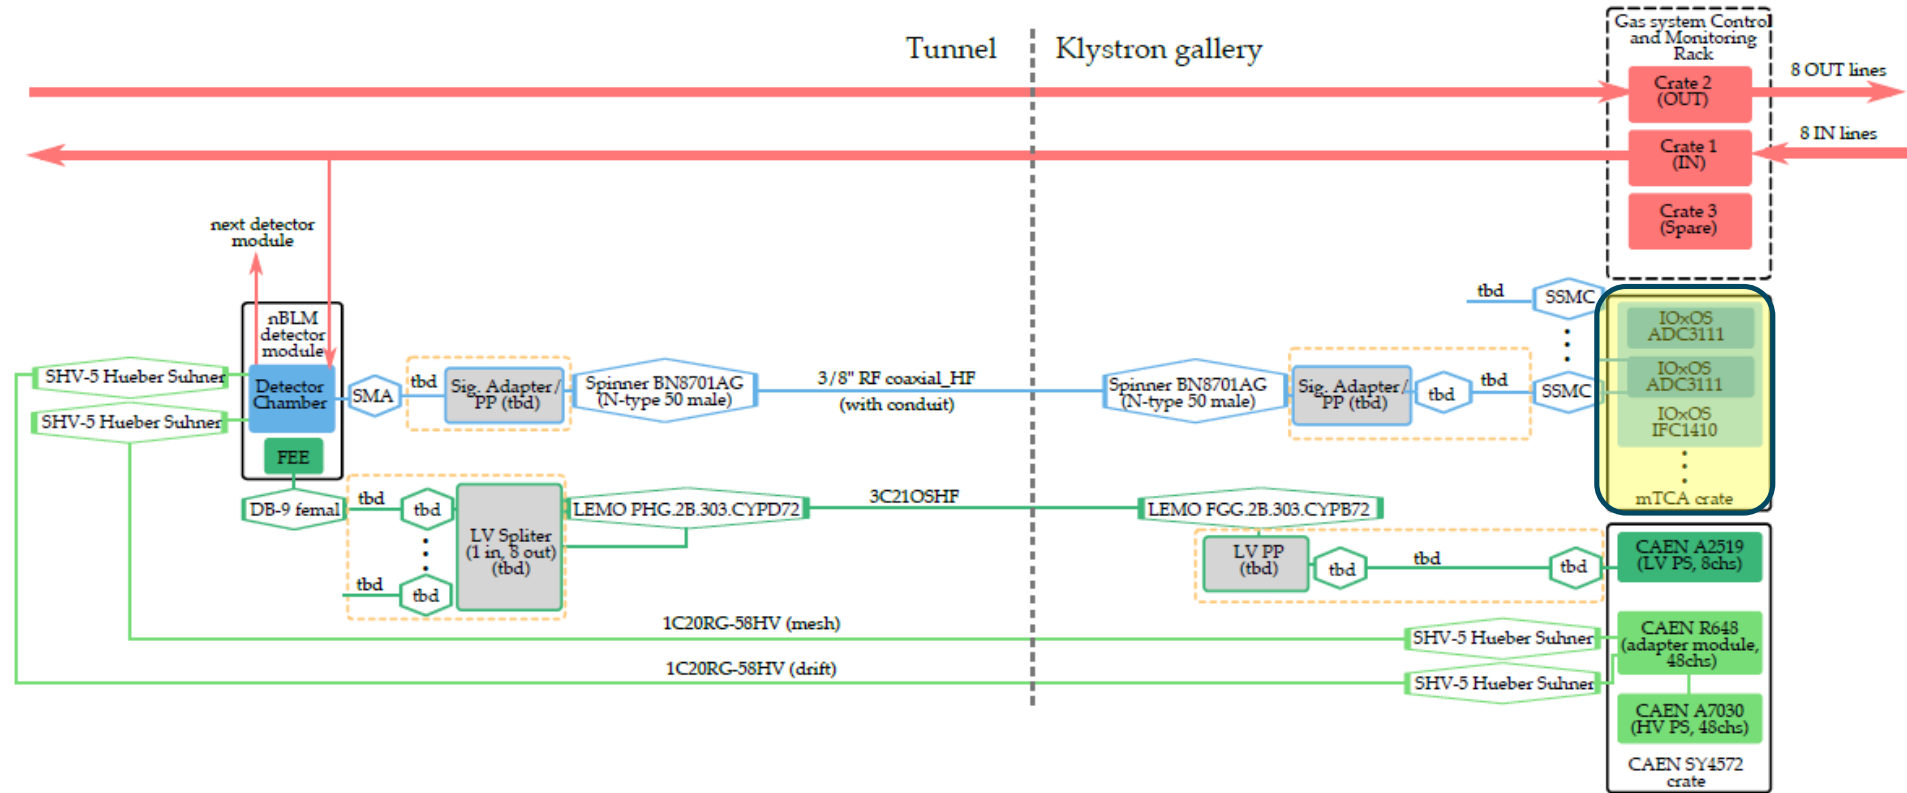 Tunnel
Klystron gallery
Gas system Control
and Monitoring
Rack
Crate 2
(OUT)
8 OUT lines
Crate 1
(IN)
8 IN lines
Crate 3
(Spare)
next detector
module
nBLM
detector
module
Detector
Chamber
FEE
SHV-5 Hueber Suhner
SHV-5 Hueber Suhner
SMA
tbd
Sig. Adapter/
PP (tbd)
Spinner BN8701AG
(N-type 50 male)
3/8" RF coaxial_HF
(with conduit)
Spinner BN8701AG
(N-type 50 male)
Sig. Adapter/
PP (tbd)
tbd
tbd
tbd
SSMC
SSMC
IOxOS
ADC3111
IOxOS
ADC3111
IOxOS
IFC1410
mTCA crate
DB-9 femal
tbd
tbd
tbd
tbd
LV Spliter
(1 in, 8 out)
(tbd)
LEMO PHG.2B.303.CYPD72
3C21OSHF
LEMO FGG.2B.303.CYPB72
LV PP
(tbd)
tbd
tbd
tbd
CAEN A2519
(LV PS, 8chs)
1C20RG-58HV (mesh)
SHV-5 Hueber Suhner
CAEN R648
(adapter module,
48chs)
1C20RG-58HV (drift)
SHV-5 Hueber Suhner
CAEN A7030
(HV PS, 48chs)
CAEN SY4572
crate